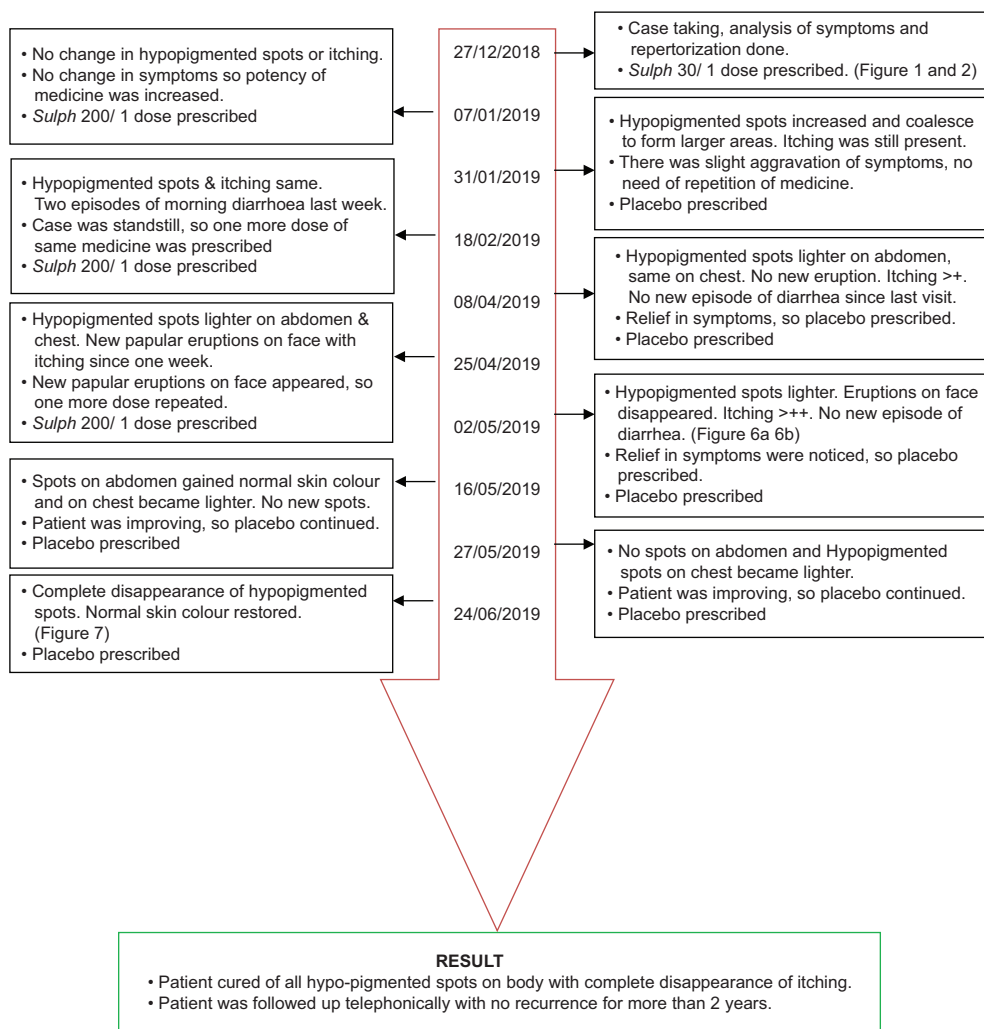 27/12/2018
• Case taking, analysis of symptoms and
repertorization done.
• Sulph 30/ 1 dose prescribed. (Figure 1 and 2)
• No change in hypopigmented spots or itching.
• No change in symptoms so potency of
medicine was increased.
• Sulph 200/ 1 dose prescribed
07/01/2019
31/01/2019
• Hypopigmented spots increased and coalesce
to form larger areas. Itching was still present.
• There was slight aggravation of symptoms, no
need of repetition of medicine.
• Placebo prescribed
• Hypopigmented spots & itching same.
Two episodes of morning diarrhoea last week.
• Case was standstill, so one more dose of
same medicine was prescribed
• Sulph 200/ 1 dose prescribed
18/02/2019
08/04/2019
• Hypopigmented spots lighter on abdomen,
same on chest. No new eruption. Itching >+.
No new episode of diarrhea since last visit.
• Relief in symptoms, so placebo prescribed.
• Placebo prescribed
• Hypopigmented spots lighter on abdomen &
chest. New papular eruptions on face with
itching since one week.
• New papular eruptions on face appeared, so
one more dose repeated.
• Sulph 200/ 1 dose prescribed
25/04/2019
02/05/2019
• Hypopigmented spots lighter. Eruptions on face
disappeared. Itching >++. No new episode of
diarrhea. (Figure 6a 6b)
• Relief in symptoms were noticed, so placebo
prescribed.
• Placebo prescribed
• Spots on abdomen gained normal skin colour
and on chest became lighter. No new spots.
• Patient was improving, so placebo continued.
• Placebo prescribed
16/05/2019
27/05/2019
• No spots on abdomen and Hypopigmented
spots on chest became lighter.
• Patient was improving, so placebo continued.
• Placebo prescribed
• Complete disappearance of hypopigmented
spots. Normal skin colour restored.
(Figure 7)
• Placebo prescribed
24/06/2019
RESULT
• Patient cured of all hypo-pigmented spots on body with complete disappearance of itching.
• Patient was followed up telephonically with no recurrence for more than 2 years.